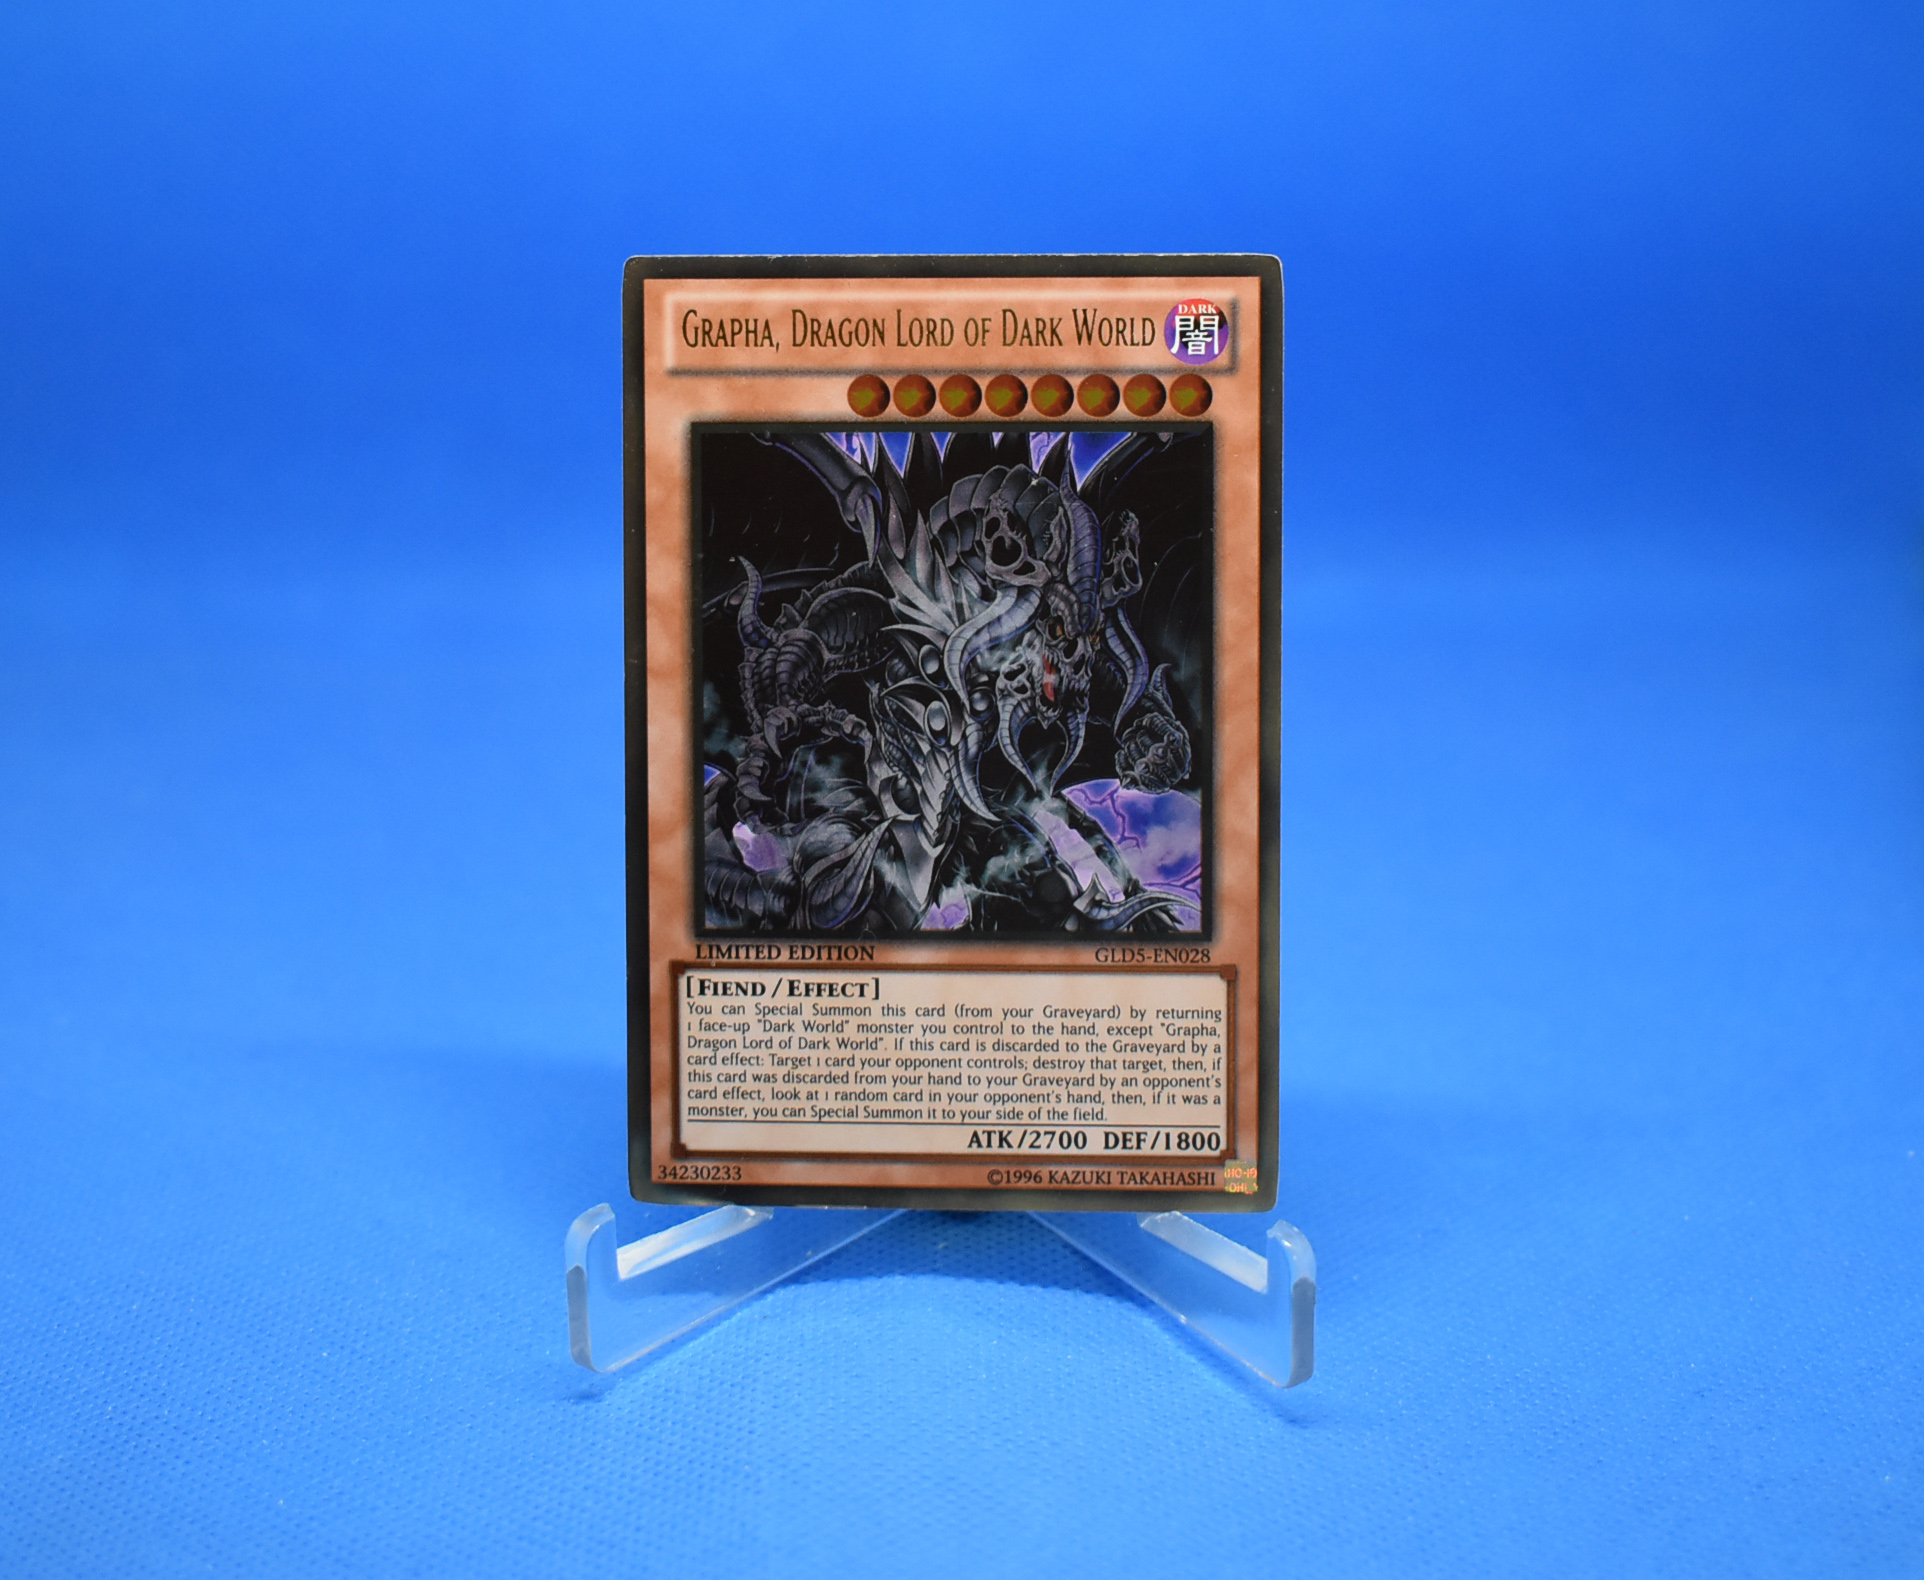 GRAPHA, DRAGON LORD OF DARK WORLD
DARK
闇
LIMITED EDITION
GLD5-EN028
[FIEND/EFFECT]
You can Special Summon this card (from your Graveyard) by returning
1 face-up "Dark World" monster you control to the hand, except "Grapha,
Dragon Lord of Dark World". If this card is discarded to the Graveyard by a
card effect: Target 1 card your opponent controls; destroy that target, then, if
this card was discarded from your hand to your Graveyard by an opponent's
card effect, look at 1 random card in your opponent's hand, then, if it was a
monster, you can Special Summon it to your side of the field.
ATK/2700 DEF/1800
34230233
©1996 KAZUKI TAKAHASHI